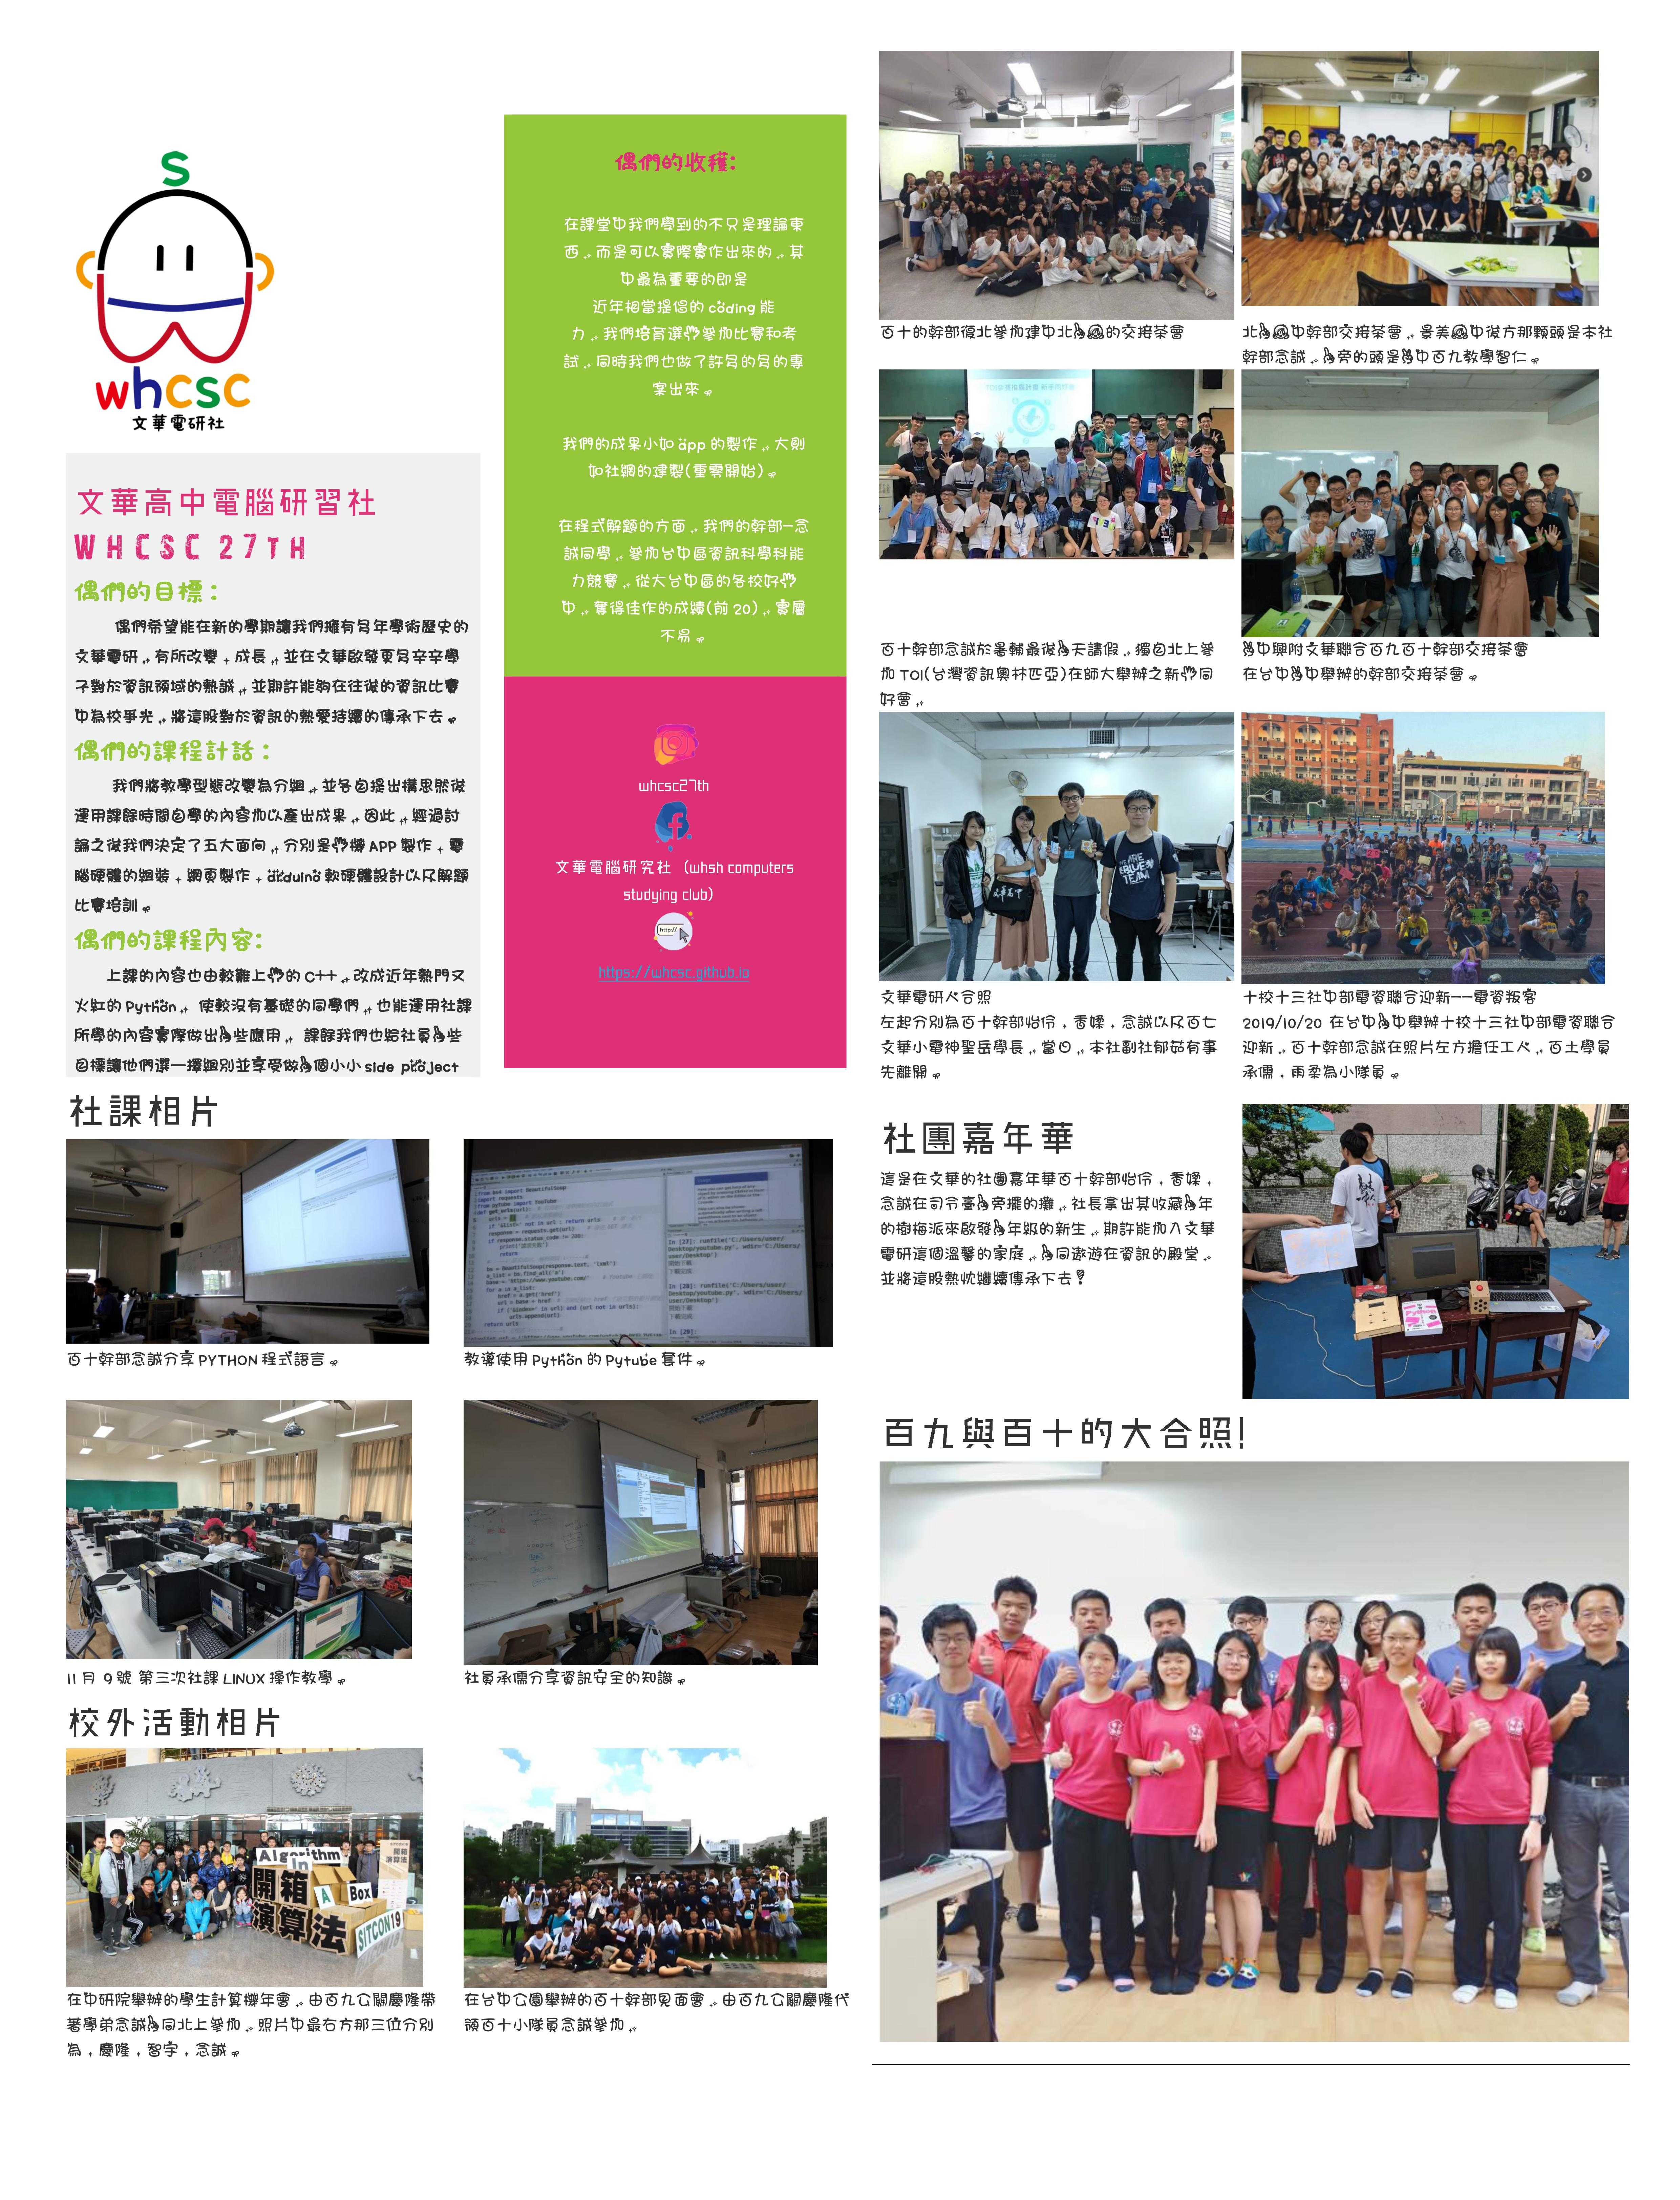 S
whcsc
文華電研社
文華高中電腦研習社
WHCSC 27TH
偶們的目標：
偶們希望能在新的學期讓我們擁有多年學術歷史的
文華電研，有所改變，成長，並在文華啟發更多莘莘學
子對於資訊領域的熱誠，並期許能夠在往後的資訊比賽
中為校爭光，將這股對於資訊的熱愛持續的傳承下去。
偶們的課程計話：
我們將教學型態改變為分組，並各自提出構思然後
運用課餘時間自學的內容加以產出成果，因此，經過討
論之後我們決定了五大面向，分別是手機 APP 製作，電
腦硬體的組裝，網頁製作，arduino 軟硬體設計以及解題
比賽培訓。
偶們的課程內容：
上課的內容也由較難上手的 C++，改成近年熱門又
火紅的 Python， 使較沒有基礎的同學們，也能運用社課
所學的內容實際做出一些應用， 課餘我們也給社員一些
目標讓他們選一擇組別並享受做一個小小 side project
偶們的收穫：
在課堂中我們學到的不只是理論東
西，而是可以實際實作出來的，其
中最為重要的即是
近年相當提倡的 coding 能
力，我們培育選手參加比賽和考
試，同時我們也做了許多的多的專
案出來。
我們的成果小如 app 的製作，大則
如社網的建製(重零開始)。
在程式解題的方面，我們的幹部-念
誠同學，參加台中區資訊科學科能
力競賽，從大台中區的各校好手
中，奪得佳作的成績(前 20)，實屬
不易。
whcsc27th
文華電腦研究社 （whsh computers
studying club）
http://
https://whcsc.github.io
社課相片
百十幹部念誠分享 PYTHON 程式語言。
教導使用 Python 的 Pytube 套件。
11 月 9 號 第三次社課 LINUX 操作教學。
社員承儒分享資訊安全的知識。
校外活動相片
Algorithm
In
A Box
開箱
演算法
SITCON19
在中研院舉辦的學生計算機年會，由百九公關慶隆帶
著學弟念誠一同北上參加，照片中最右方那三位分別
為，慶隆，智宇，念誠。
在台中公園舉辦的百十幹部見面會，由百九公關慶隆代
領百十小隊員念誠參加，
百十的幹部復北參加建中北一女的交接茶會
北一女中幹部交接茶會，景美女中後方那顆頭是本社
幹部念誠，一旁的頭是一中百九教學智仁。
百十幹部念誠於暑輔最後一天請假，獨自北上參
加 TOI(台灣資訊奧林匹亞)在師大舉辦之新手同
好會，
一中興附文華聯合百九百十幹部交接茶會
在台中一中舉辦的幹部交接茶會。
WE ARE
BLUE
TEAM
文華高中
文華電研人合照
左起分別為百十幹部怡伶，香媃，念誠以及百七
文華小電神聖岳學長，當日，本社副社郁茹有事
先離開。
十校十三社中部電資聯合迎新--電資叛客
2019/10/20 在台中一中舉辦十校十三社中部電資聯合
迎新，百十幹部念誠在照片左方擔任工人，百土學員
承儒，雨柔為小隊員。
社團嘉年華
這是在文華的社團嘉年華百十幹部怡伶，香媃，
念誠在司令臺一旁擺的攤，社長拿出其收藏一年
的樹梅派來啟發一年級的新生，期許能加入文華
電研這個溫馨的家庭，一同遨遊在資訊的殿堂，
並將這股熱忱繼續傳承下去！
百九與百十的大合照!